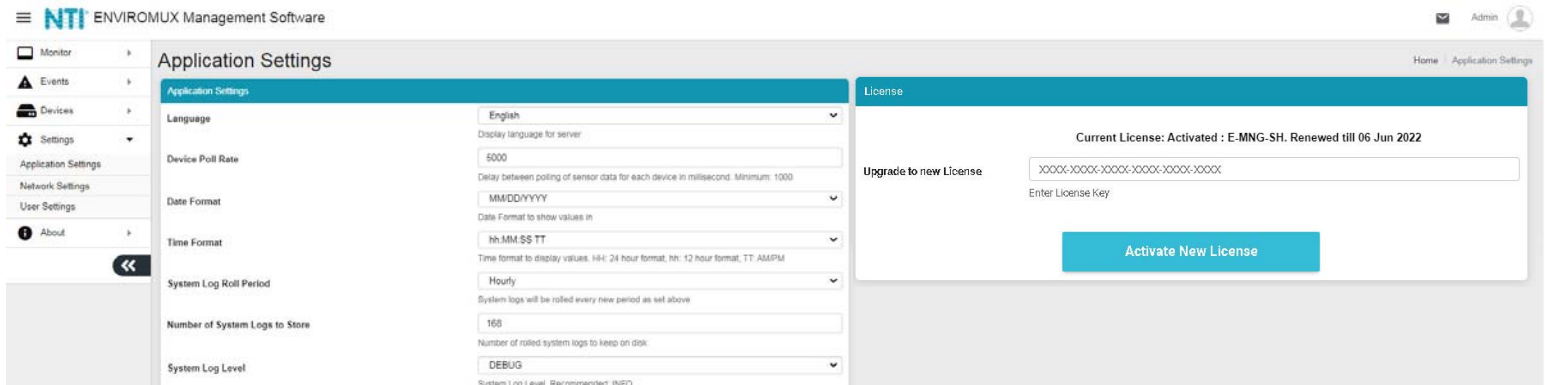 NTI ENVIROMUX Management Software
Admin
Monitor
Events
Devices
Settings
Application Settings
Network Settings
User Settings
About
Application Settings
Home Application Settings
Application Settings
Language
English
Display language for server
Device Poll Rate
5000
Delay between polling of sensor data for each device in milisecond. Minimum: 1000
Date Format
MM/DD/YYYY
Date Format to show values in
Time Format
hh:MM:SS TT
Time format to display values. HH: 24 hour format, hh: 12 hour format, TT: AM/PM
System Log Roll Period
Hourly
System logs will be rolled every new period as set above
Number of System Logs to Store
168
Number of rolled system logs to keep on disk
System Log Level
DEBUG
System Log Level. Recommended: INFO
License
Current License: Activated : E-MNG-SH. Renewed till 06 Jun 2022
Upgrade to new License
XXXX-XXXX-XXXX-XXXX-XXXX-XXXX
Enter License Key
Activate New License